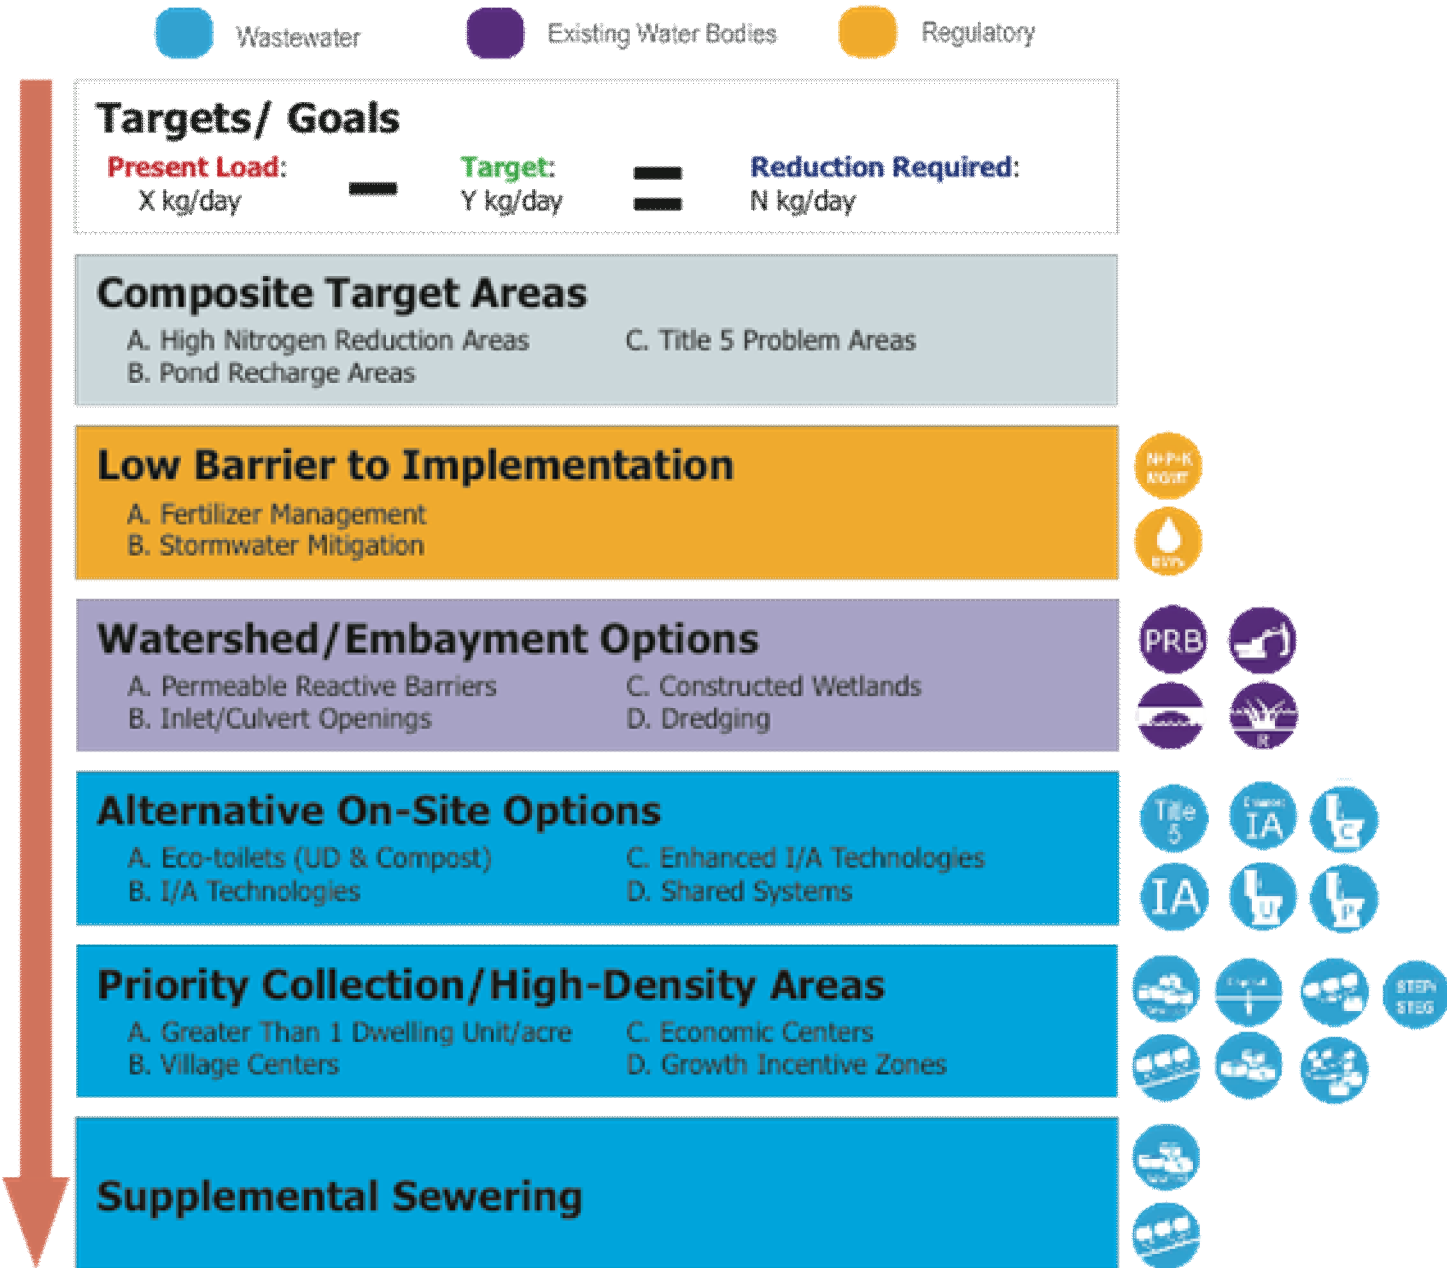 Wastewater
Existing Water Bodies
Regulatory
Targets/ Goals
Present Load:
X kg/day
Target:
Y kg/day
Reduction Required:
N kg/day
Composite Target Areas
A. High Nitrogen Reduction Areas
B. Pond Recharge Areas
C. Title 5 Problem Areas
Low Barrier to Implementation
A. Fertilizer Management
B. Stormwater Mitigation
N+P+K
MGMT
Watershed/Embayment Options
A. Permeable Reactive Barriers
B. Inlet/Culvert Openings
C. Constructed Wetlands
D. Dredging
PRB
R
Alternative On-Site Options
A. Eco-toilets (UD & Compost)
B. I/A Technologies
C. Enhanced I/A Technologies
D. Shared Systems
Title
5
IA
C
IA
U
P
Priority Collection/High-Density Areas
A. Greater Than 1 Dwelling Unit/acre
B. Village Centers
C. Economic Centers
D. Growth Incentive Zones
STEP/
STEG
Supplemental Sewering